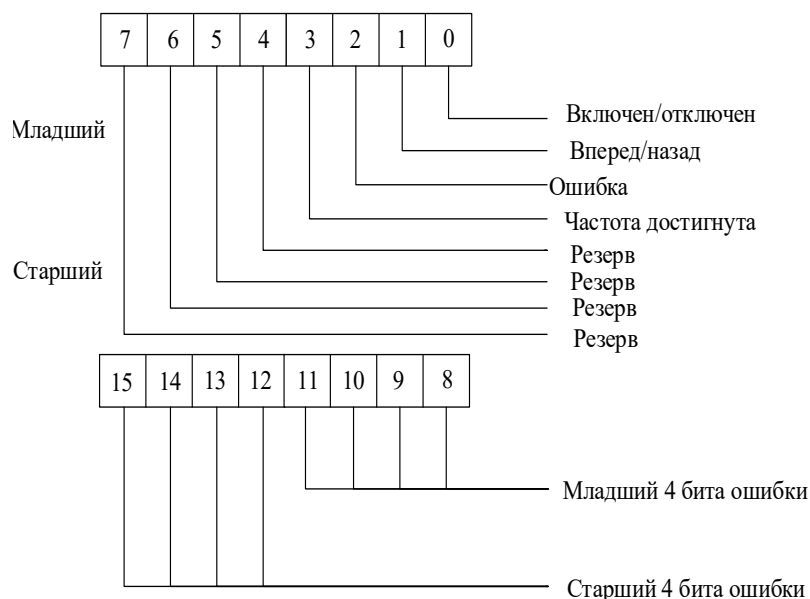 7 6 5 4 3 2 1 0
Включен/отключен
Младший
Вперед/назад
Ошибка
Частота достигнута
Резерв
Старший
Резерв
Резерв
Резерв
15 14 13 12 11 10 9 8
Младший 4 бита ошибки
Старший 4 бита ошибки